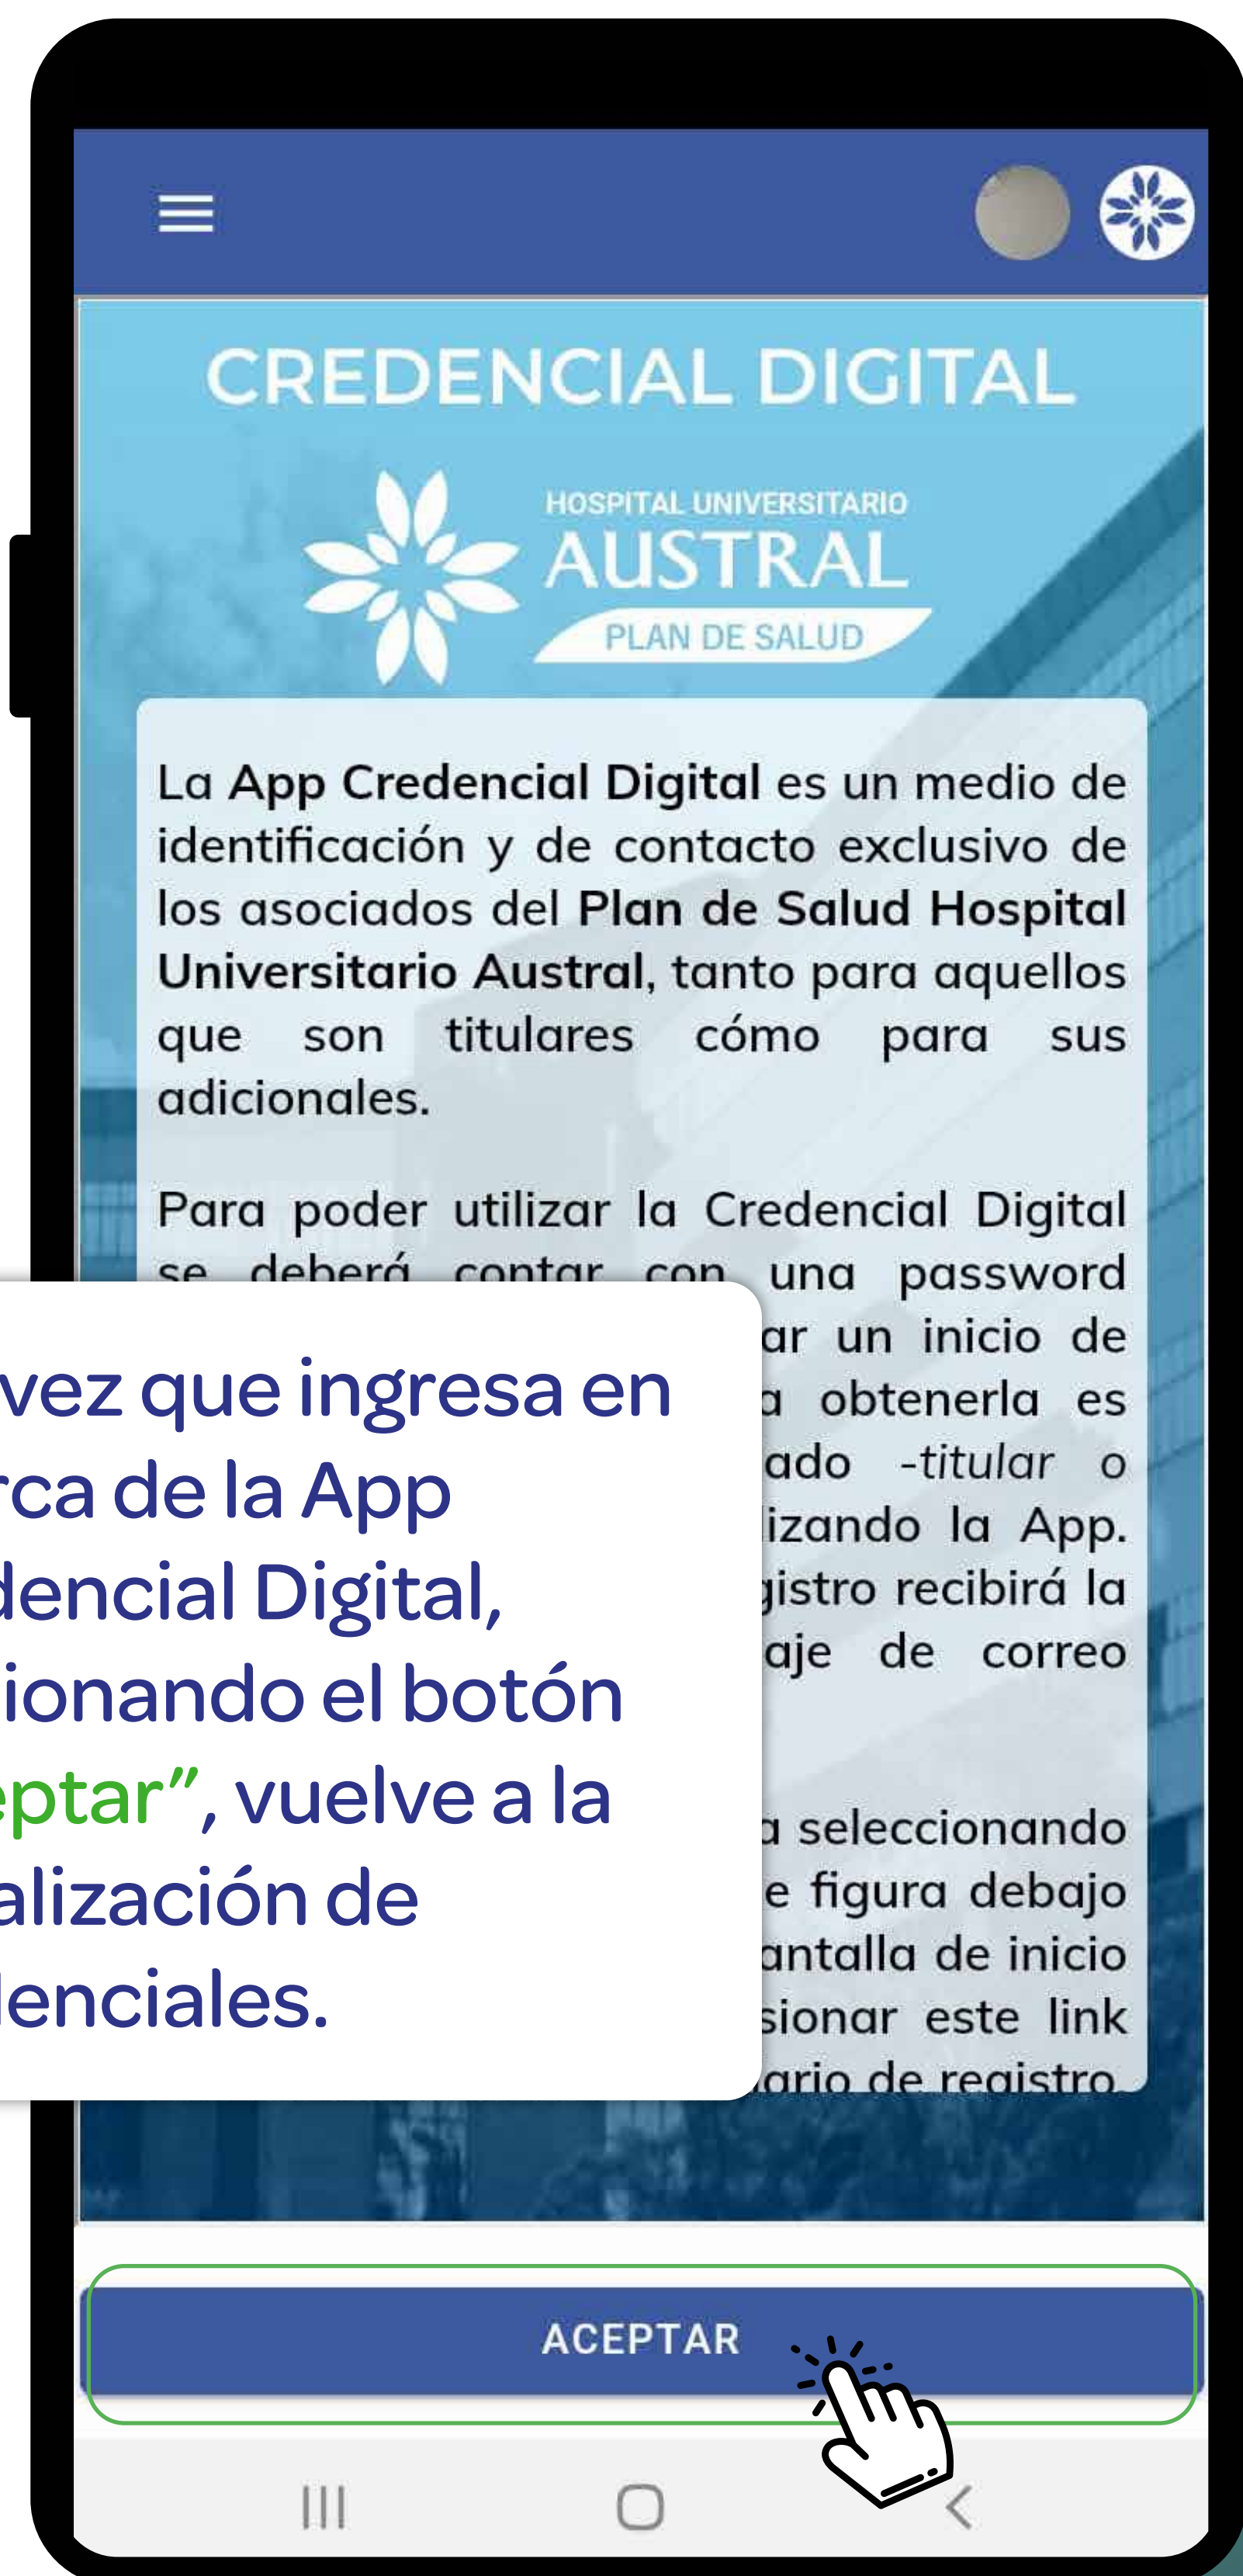 CREDENCIAL DIGITAL
HOSPITAL UNIVERSITARIO
AUSTRAL
PLAN DE SALUD
La App Credencial Digital es un medio de
identificación y de contacto exclusivo de
los asociados del Plan de Salud Hospital
Universitario Austral, tanto para aquellos
que son titulares cómo para sus
adicionales.
Para poder utilizar la Credencial Digital
se deberá contar con una password
ar un inicio de
a obtenerla es
ado -titular o
izando la App.
gistro recibirá la
aje de correo
a seleccionando
e figura debajo
antalla de inicio
sionar este link
ario de registro.
vez que ingresa en
rca de la App
dencial Digital,
cionando el botón
eptar”, vuelve a la
alización de
denciales.
ACEPTAR